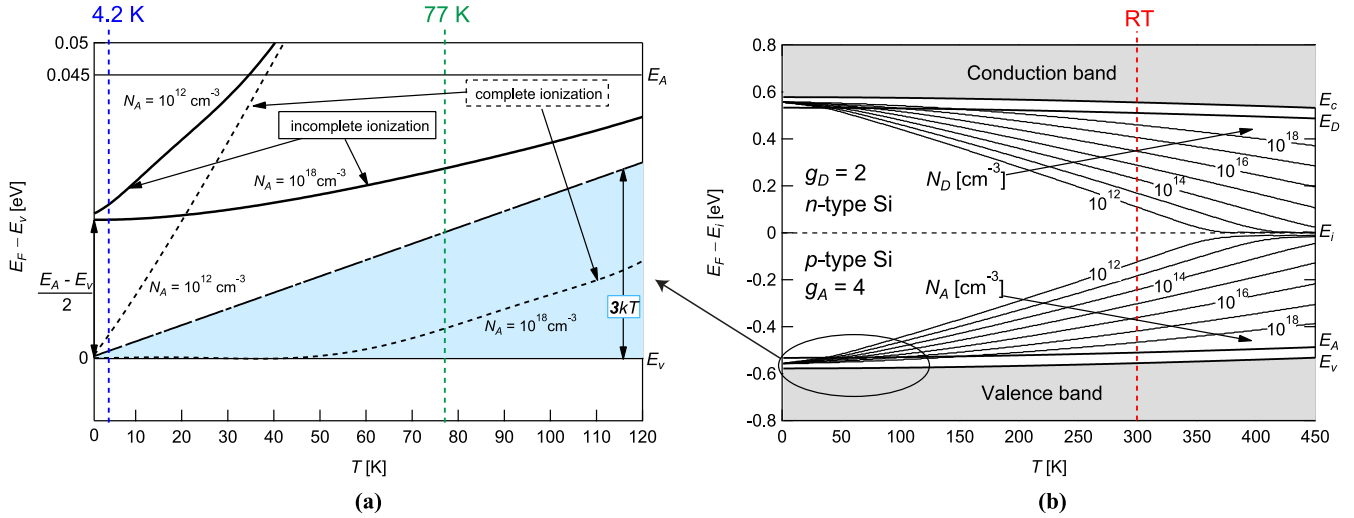 4.2 K
77 K
0.05
0.045
E_A
N_A = 10^12 cm^-3
complete ionization
incomplete ionization
N_A = 10^18 cm^-3
E_F – E_v [eV]
E_A - E_v
2
N_A = 10^12 cm^-3
3kT
N_A = 10^18 cm^-3
0
E_v
0 10 20 30 40 50 60 70 80 90 100 110 120
T [K]
(a)
RT
0.8
0.6
0.4
0.2
0
-0.2
-0.4
-0.6
-0.8
E_F – E_i [eV]
Conduction band
E_c
E_D
10^18
N_D [cm^-3]
10^16
g_D = 2
n-type Si
10^14
10^12
E_i
p-type Si
g_A = 4
10^12
N_A [cm^-3]
10^14
10^16
10^18
E_A
E_v
Valence band
0 50 100 150 200 250 300 350 400 450
T [K]
(b)